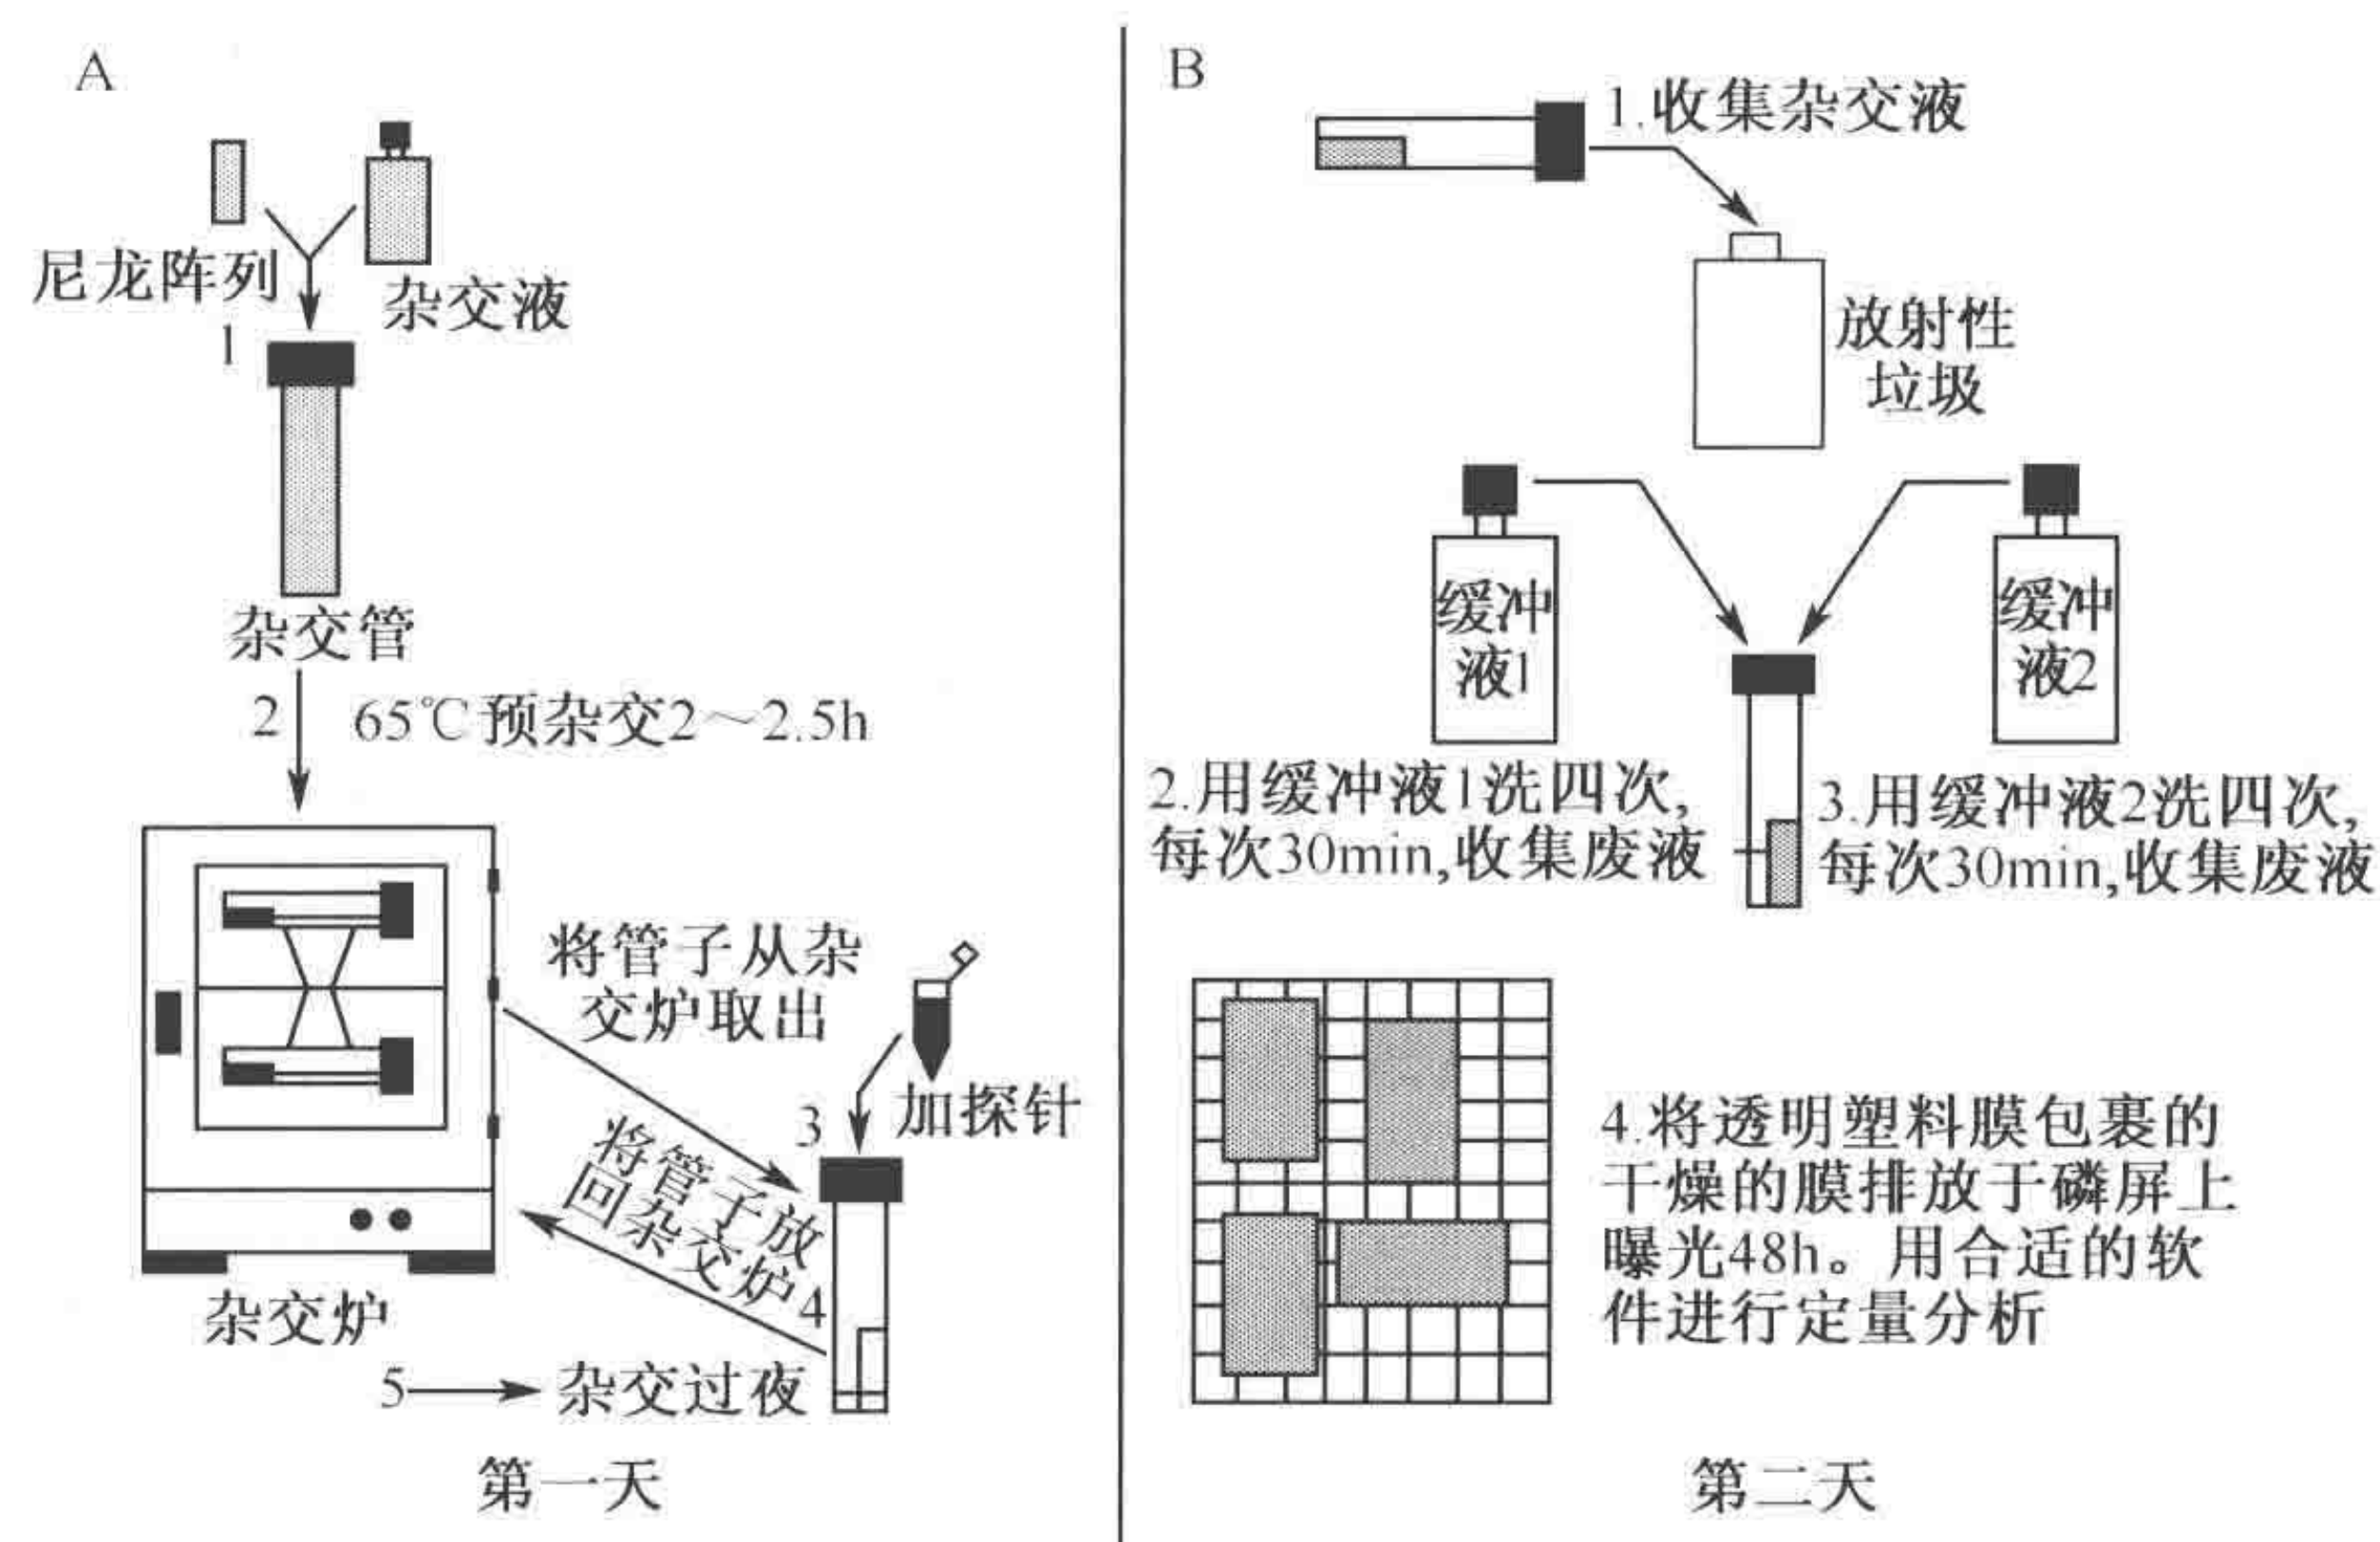 A
尼龙阵列
杂交液
1
杂交管
2
65℃预杂交2～2.5h
将管子从杂
交炉取出
3
加探针
将管子放
回杂交炉
4
杂交炉
5
杂交过夜
第一天
B
1.收集杂交液
放射性
垃圾
缓冲
液1
缓冲
液2
2.用缓冲液1洗四次,
每次30min,收集废液
3.用缓冲液2洗四次,
每次30min,收集废液
4.将透明塑料膜包裹的
干燥的膜排放于磷屏上
曝光48h。用合适的软
件进行定量分析
第二天